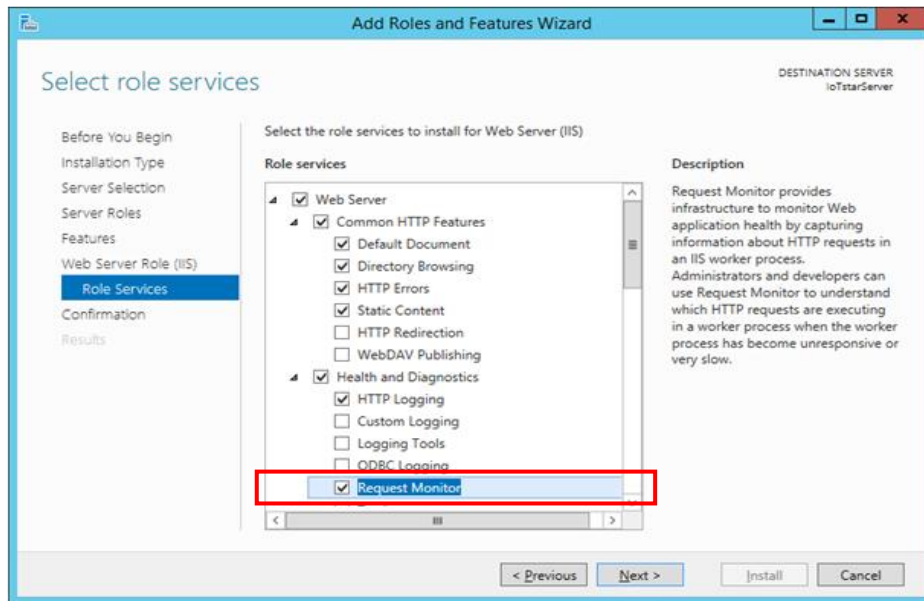 Add Roles and Features Wizard
Select role services
DESTINATION SERVER
IoTstarServer
Before You Begin
Installation Type
Server Selection
Server Roles
Features
Web Server Role (IIS)
Role Services
Confirmation
Results
Select the role services to install for Web Server (IIS)
Role services
Web Server
Common HTTP Features
Default Document
Directory Browsing
HTTP Errors
Static Content
HTTP Redirection
WebDAV Publishing
Health and Diagnostics
HTTP Logging
Custom Logging
Logging Tools
ODBC Logging
Request Monitor
Description
Request Monitor provides
infrastructure to monitor Web
application health by capturing
information about HTTP requests in
an IIS worker process.
Administrators and developers can
use Request Monitor to understand
which HTTP requests are executing
in a worker process when the worker
process has become unresponsive or
very slow.
< Previous
Next >
Install
Cancel